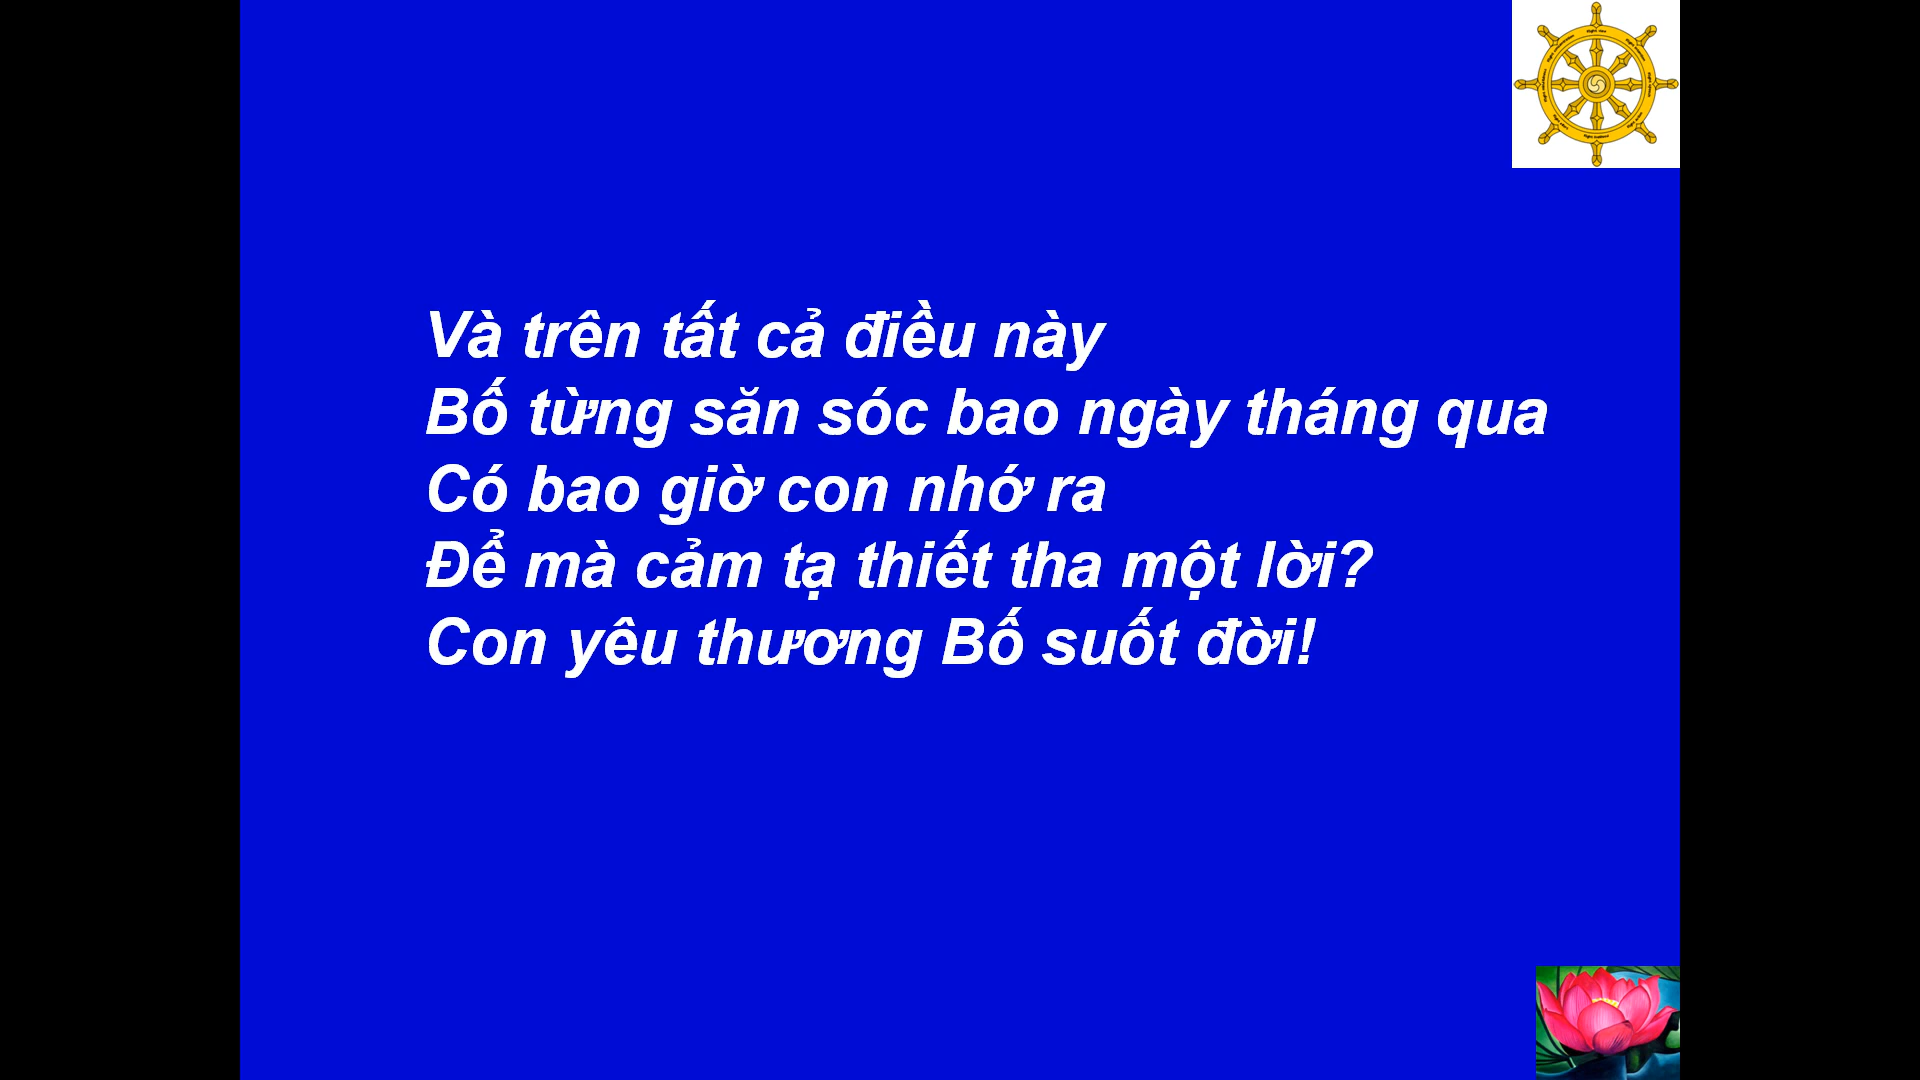 Và trên tất cả điều này
Bố từng săn sóc bao ngày tháng qua
Có bao giờ con nhớ ra
Để mà cảm tạ thiết tha một lời?
Con yêu thương Bố suốt đời!